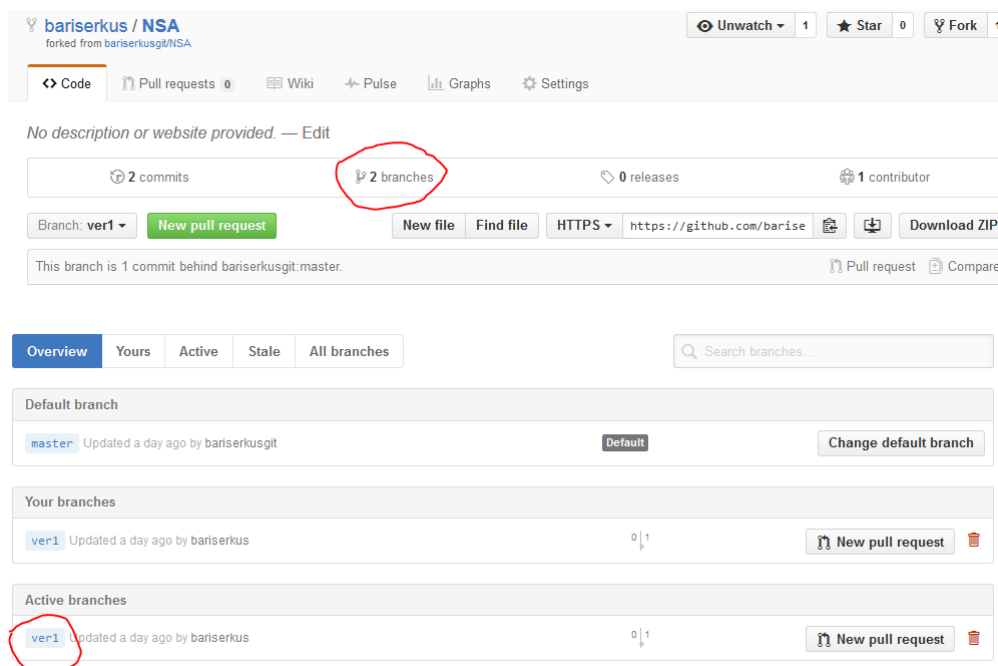 bariserkus / NSA
forked from bariserkusgit/NSA
Unwatch 1 Star 0 Fork 1
Code Pull requests 0 Wiki Pulse Graphs Settings
No description or website provided. — Edit
2 commits 2 branches 0 releases 1 contributor
Branch: ver1 New pull request New file Find file HTTPS https://github.com/barise Download ZIP
This branch is 1 commit behind bariserkusgit:master. Pull request Compare
Overview Yours Active Stale All branches Search branches...
Default branch
master Updated a day ago by bariserkusgit Default Change default branch
Your branches
ver1 Updated a day ago by bariserkus 0 1 New pull request
Active branches
ver1 Updated a day ago by bariserkus 0 1 New pull request